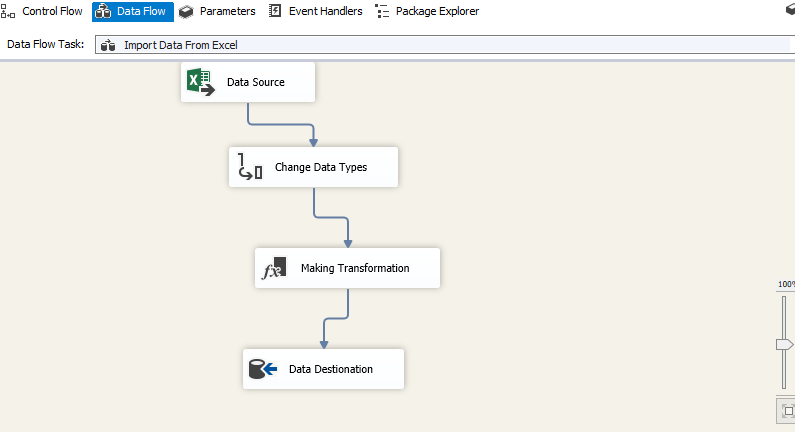 Control Flow Data Flow Parameters Event Handlers Package Explorer
Data Flow Task: Import Data From Excel
Data Source
Change Data Types
fx Making Transformation
Data Destionation
100%